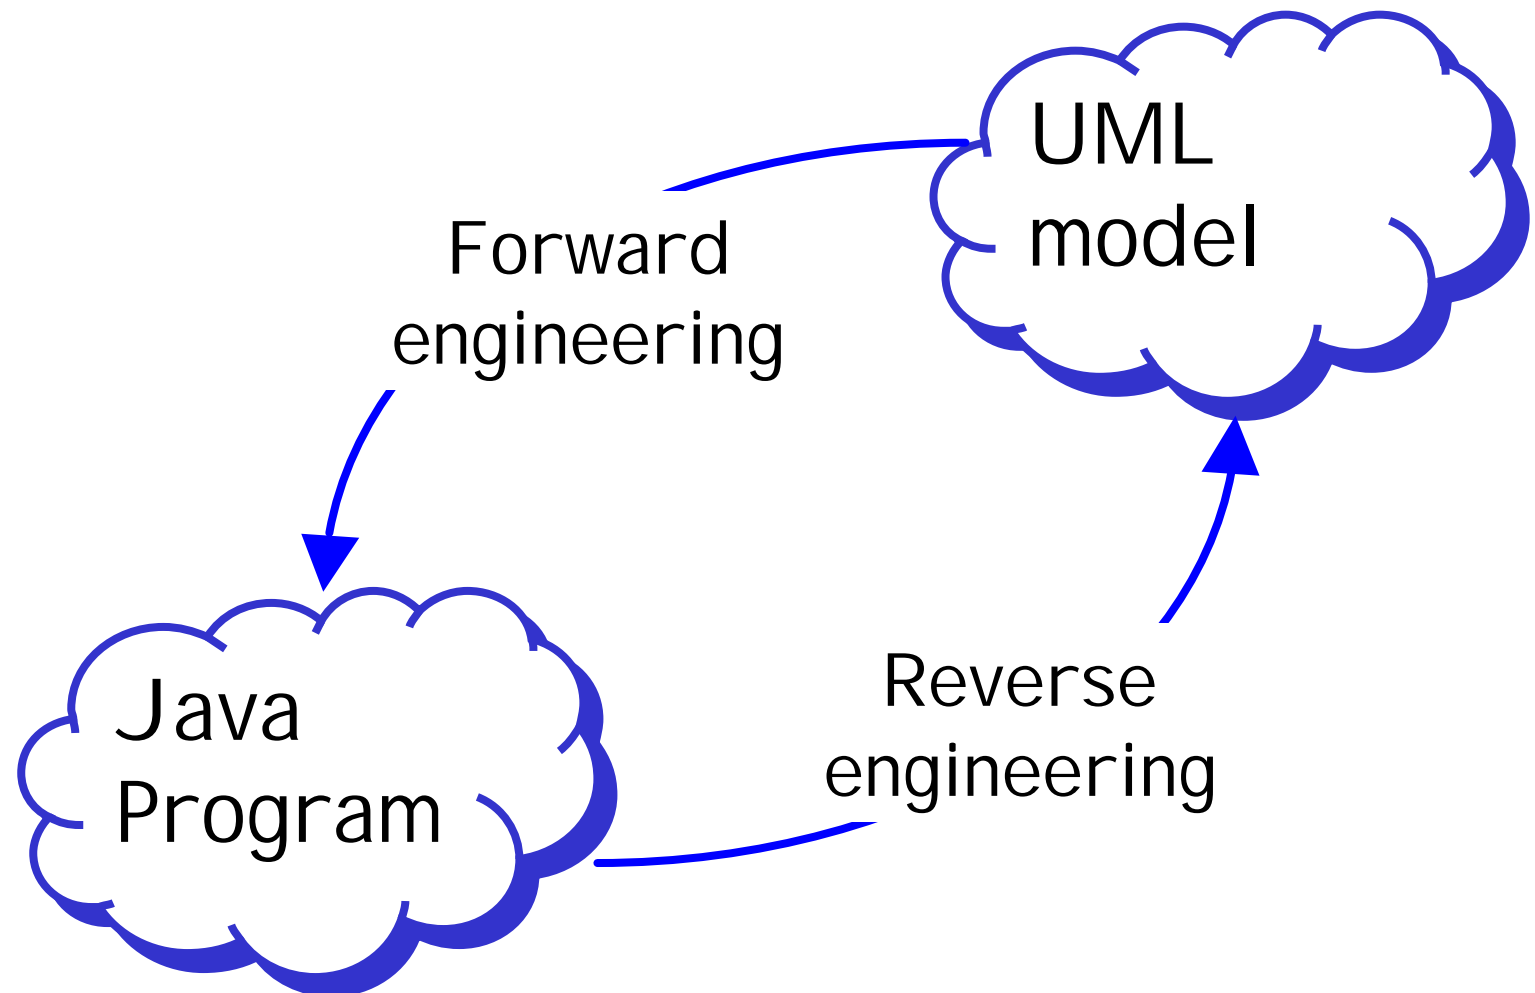 UML
model
Forward
engineering
Reverse
engineering
Java
Program